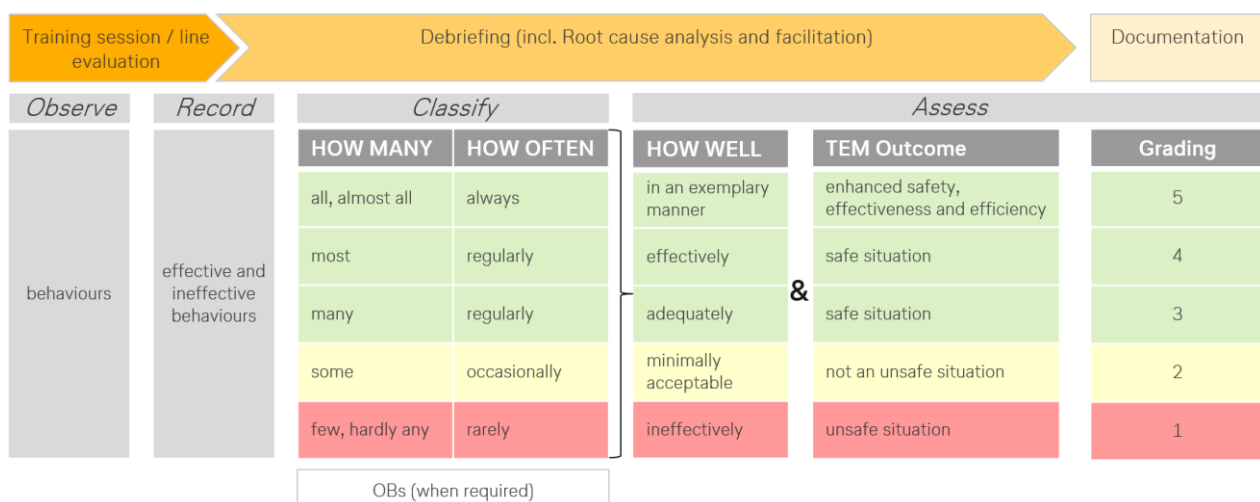 Training session / line
evaluation
Debriefing (incl. Root cause analysis and facilitation)
Documentation
Observe
Record
Classify
Assess
HOW MANY
HOW OFTEN
HOW WELL
TEM Outcome
Grading
behaviours
effective and
ineffective
behaviours
all, almost all
always
in an exemplary
manner
enhanced safety,
effectiveness and efficiency
5
most
regularly
effectively
safe situation
4
many
regularly
adequately
safe situation
3
some
occasionally
minimally
acceptable
not an unsafe situation
2
few, hardly any
rarely
ineffectively
unsafe situation
1
&
OBs (when required)